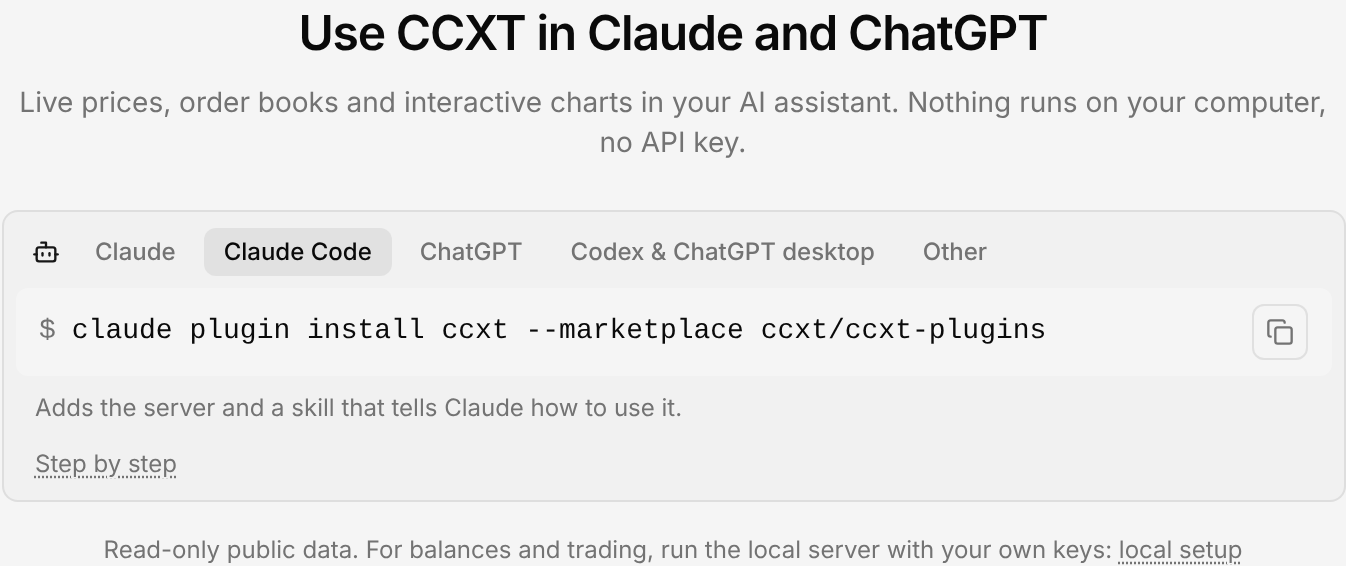 Use CCXT in Claude and ChatGPT
Live prices, order books and interactive charts in your AI assistant. Nothing runs on your computer,
no API key.
Claude Claude Code ChatGPT Codex & ChatGPT desktop Other
$ claude plugin install ccxt --marketplace ccxt/ccxt-plugins
Adds the server and a skill that tells Claude how to use it.
Step by step
Read-only public data. For balances and trading, run the local server with your own keys: local setup